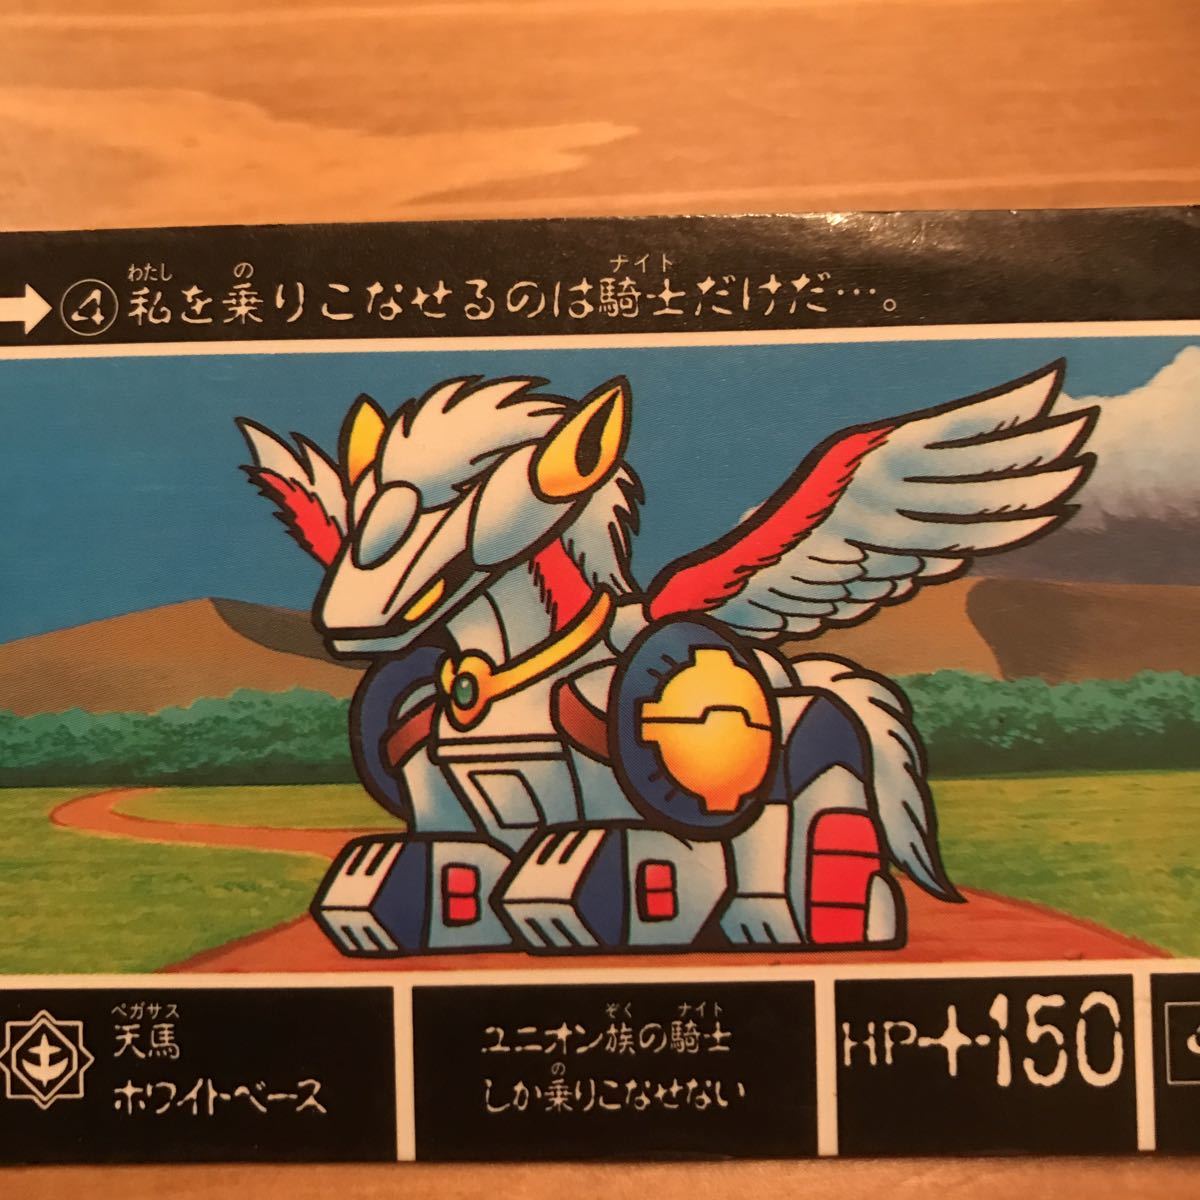 ④私を乗りこなせるのは騎士だけだ…。
わたし の ナイト
ペガサス
天馬
ホワイトベース
ぞく ナイト
ユニオン族の騎士
の
しか乗りこなせない
HP+150